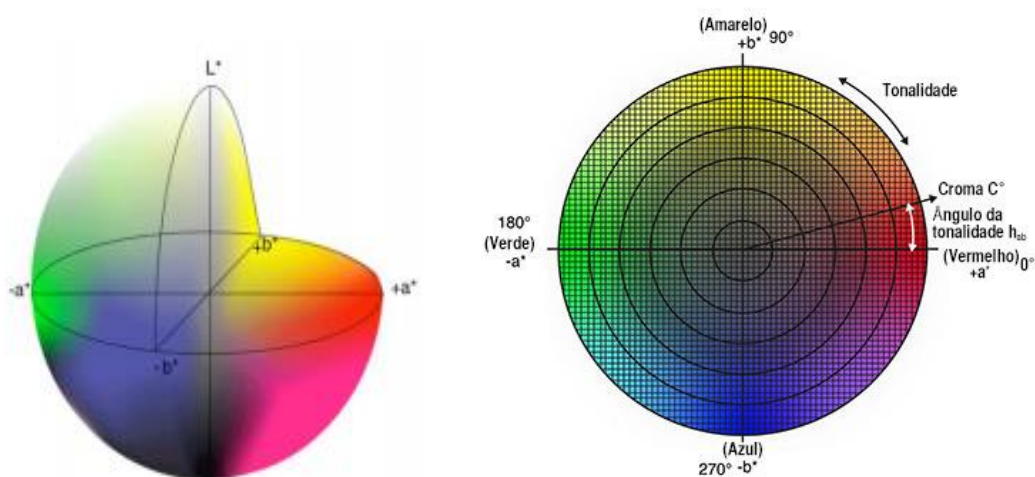 L*
+b*
-a*
+a*
-b*
(Amarelo)
+b* 90°
Tonalidade
Croma C°
Ângulo da
tonalidade hab
180°
(Verde)
-a*
(Vermelho) 0°
+a*
(Azul)
270° -b*